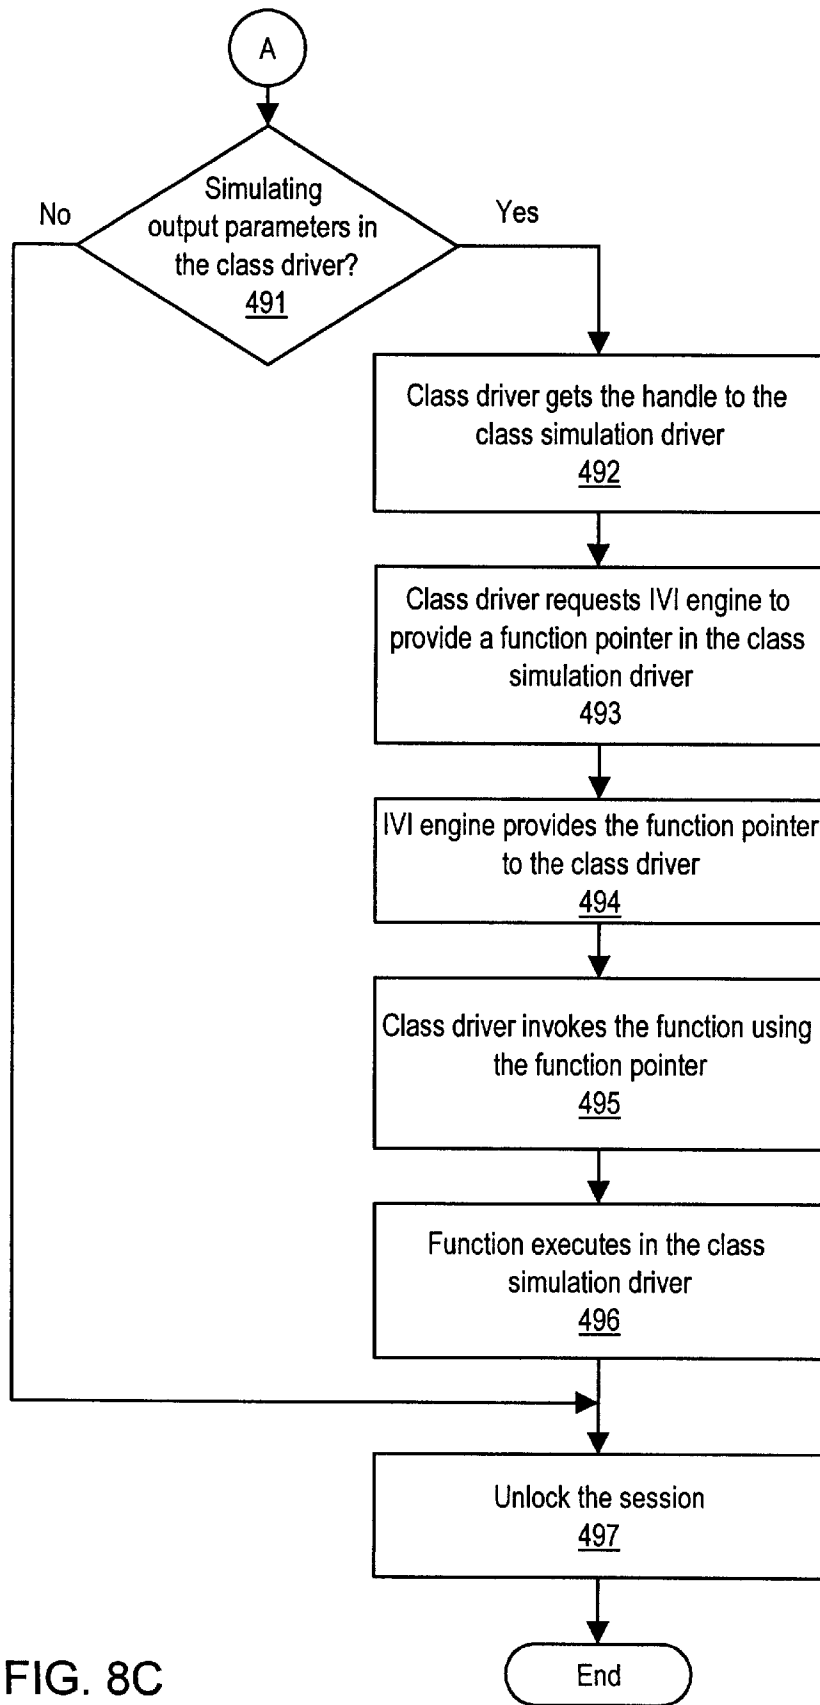 A
Simulating
output parameters in
the class driver?
491
No
Yes
Class driver gets the handle to the
class simulation driver
492
Class driver requests IVI engine to
provide a function pointer in the class
simulation driver
493
IVI engine provides the function pointer
to the class driver
494
Class driver invokes the function using
the function pointer
495
Function executes in the class
simulation driver
496
Unlock the session
497
End
FIG. 8C